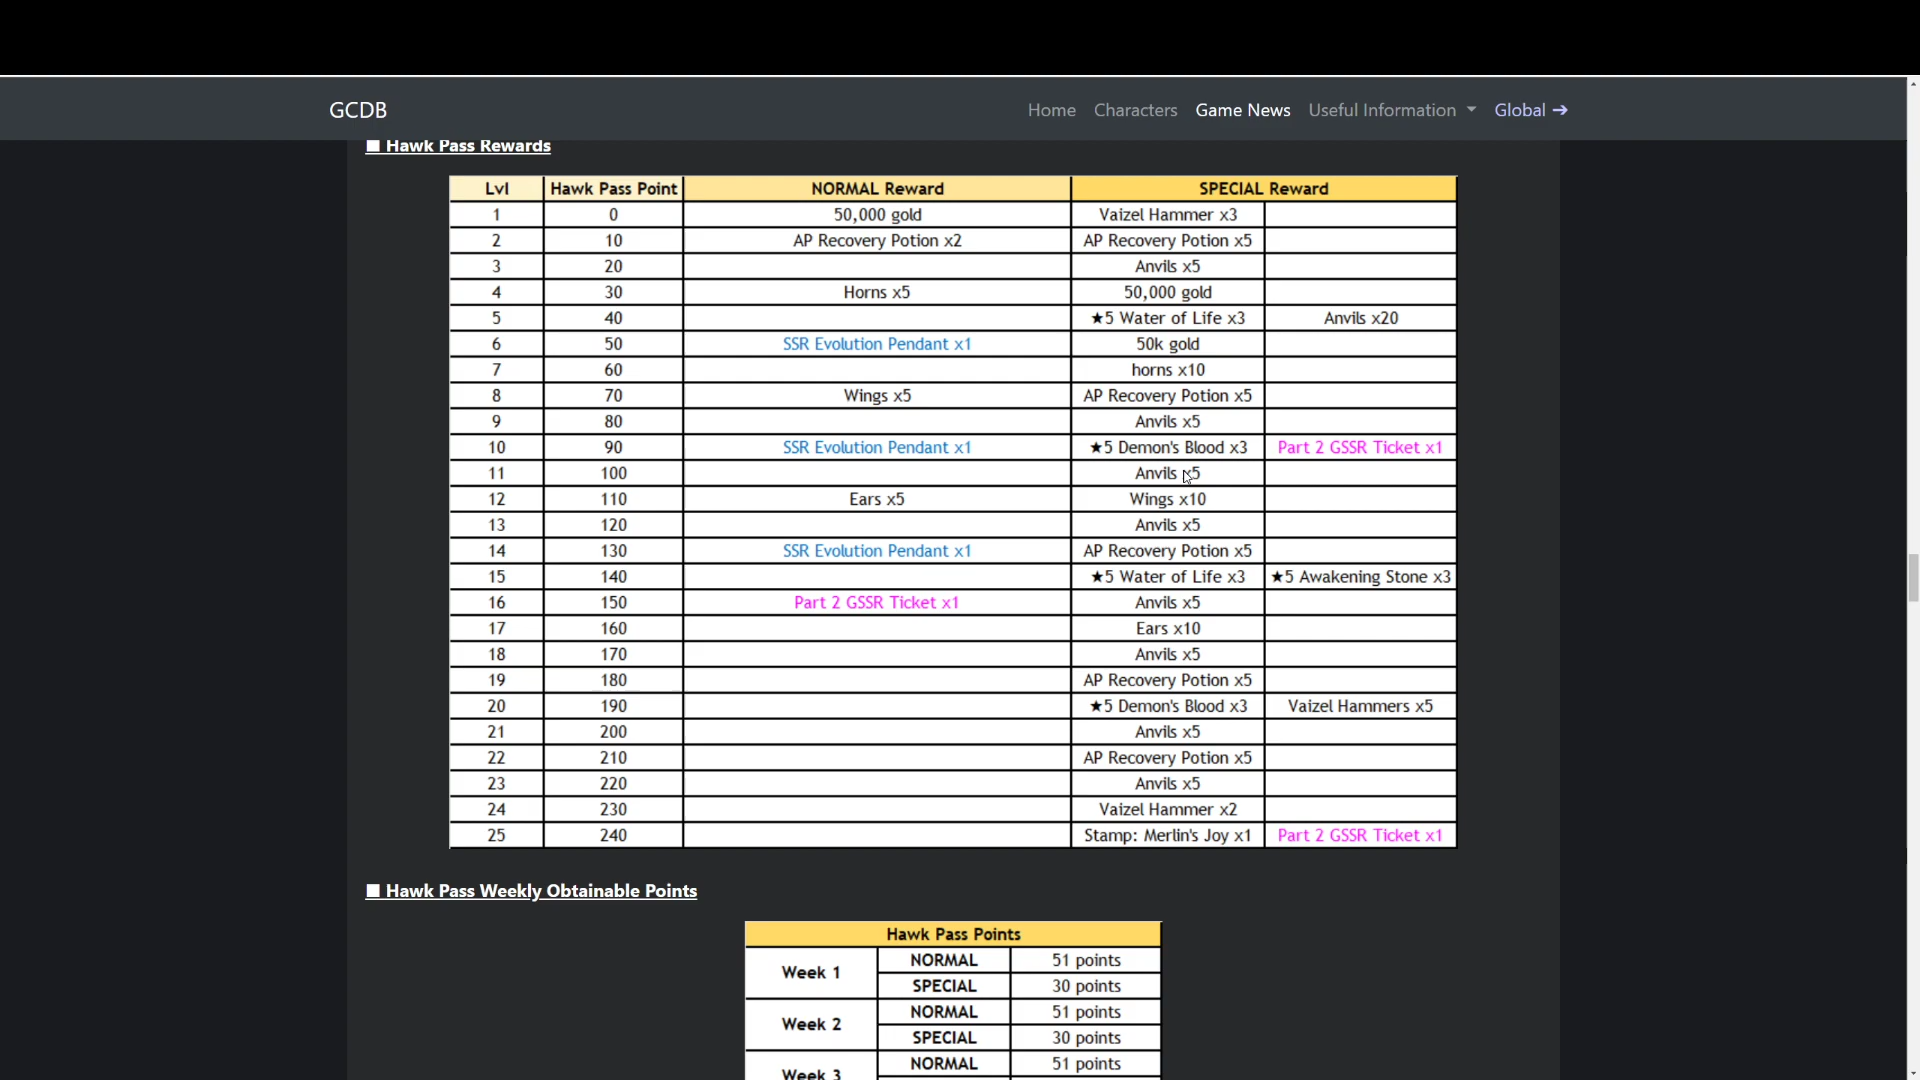 GCDB Home Characters Game News Useful Information Global →
■ Hawk Pass Rewards
Lvl Hawk Pass Point NORMAL Reward SPECIAL Reward
1 0 50,000 gold Vaizel Hammer x3
2 10 AP Recovery Potion x2 AP Recovery Potion x5
3 20 Anvils x5
4 30 Horns x5 50,000 gold
5 40 ★5 Water of Life x3 Anvils x20
6 50 SSR Evolution Pendant x1 50k gold
7 60 horns x10
8 70 Wings x5 AP Recovery Potion x5
9 80 Anvils x5
10 90 SSR Evolution Pendant x1 ★5 Demon's Blood x3 Part 2 GSSR Ticket x1
11 100 Anvils x5
12 110 Ears x5 Wings x10
13 120 Anvils x5
14 130 SSR Evolution Pendant x1 AP Recovery Potion x5
15 140 ★5 Water of Life x3 ★5 Awakening Stone x3
16 150 Part 2 GSSR Ticket x1 Anvils x5
17 160 Ears x10
18 170 Anvils x5
19 180 AP Recovery Potion x5
20 190 ★5 Demon's Blood x3 Vaizel Hammers x5
21 200 Anvils x5
22 210 AP Recovery Potion x5
23 220 Anvils x5
24 230 Vaizel Hammer x2
25 240 Stamp: Merlin's Joy x1 Part 2 GSSR Ticket x1
■ Hawk Pass Weekly Obtainable Points
Hawk Pass Points
Week 1 NORMAL 51 points
SPECIAL 30 points
Week 2 NORMAL 51 points
SPECIAL 30 points
Week 3 NORMAL 51 points